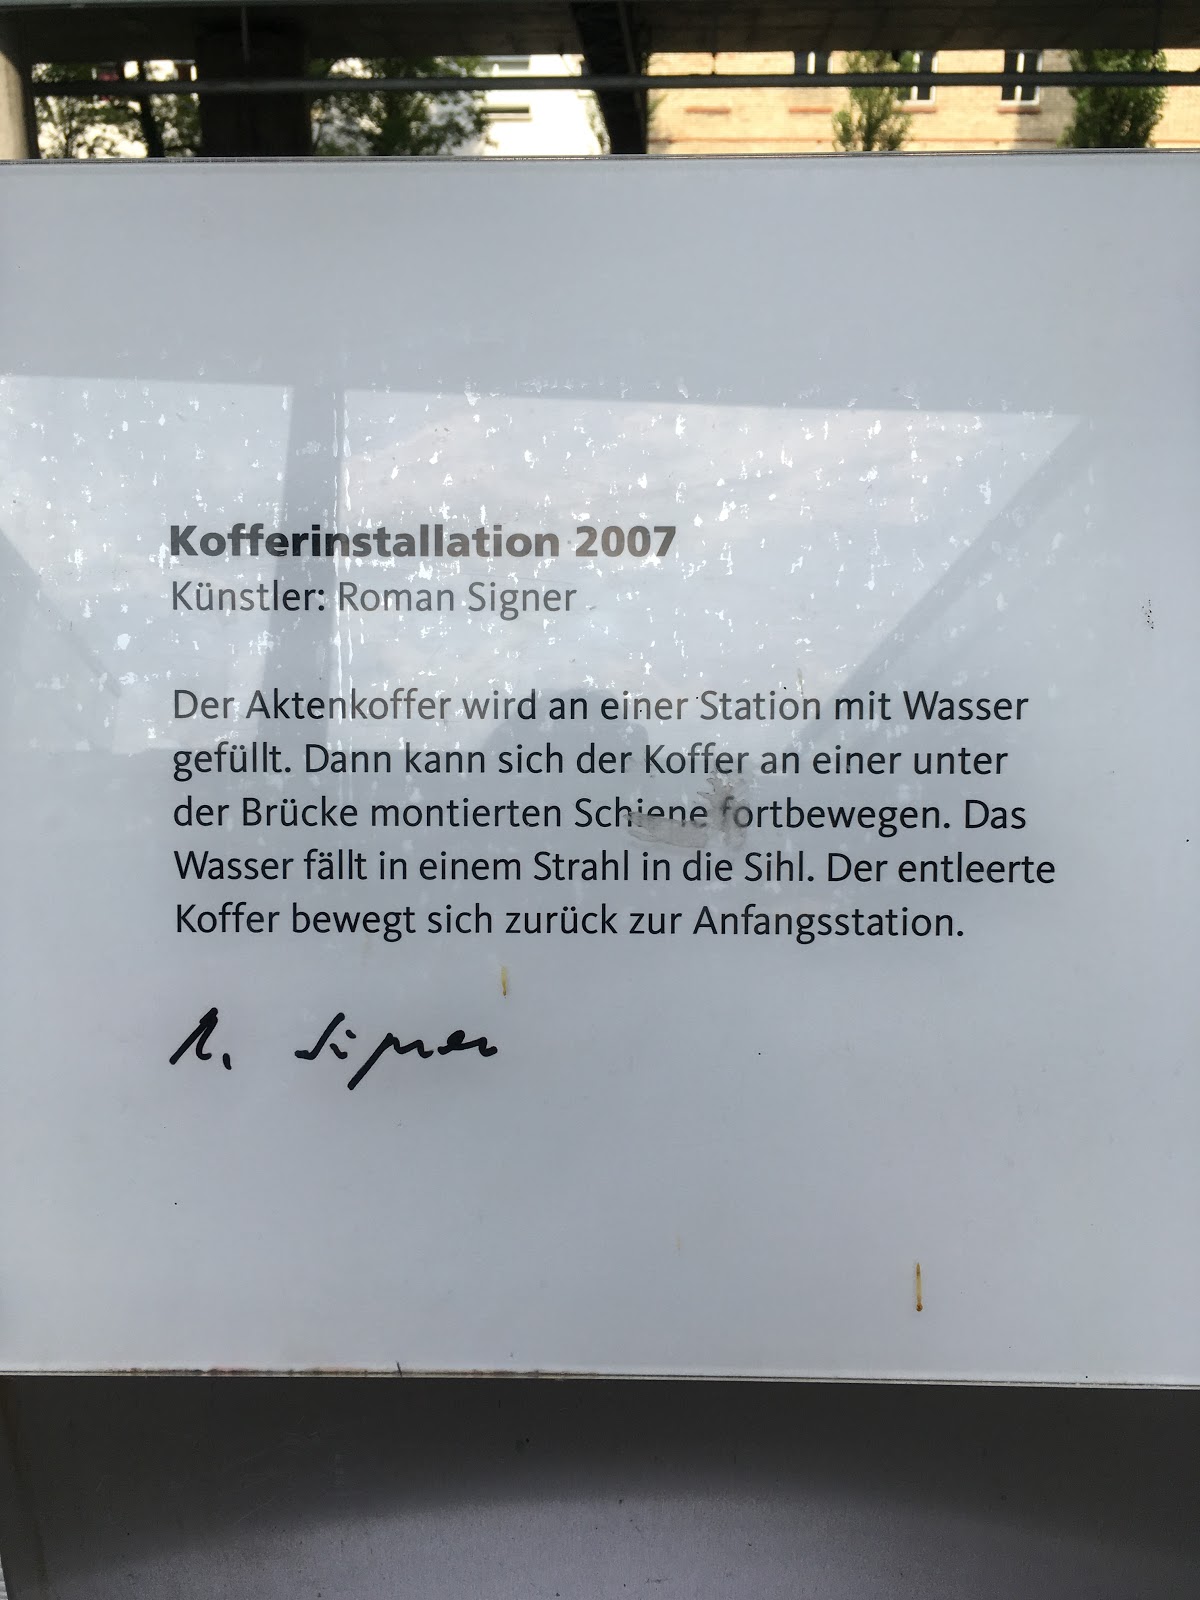 Kofferinstallation 2007
Künstler: Roman Signer
Der Aktenkoffer wird an einer Station mit Wasser
gefüllt. Dann kann sich der Koffer an einer unter
der Brücke montierten Schiene fortbewegen. Das
Wasser fällt in einem Strahl in die Sihl. Der entleerte
Koffer bewegt sich zurück zur Anfangsstation.
R. Signer